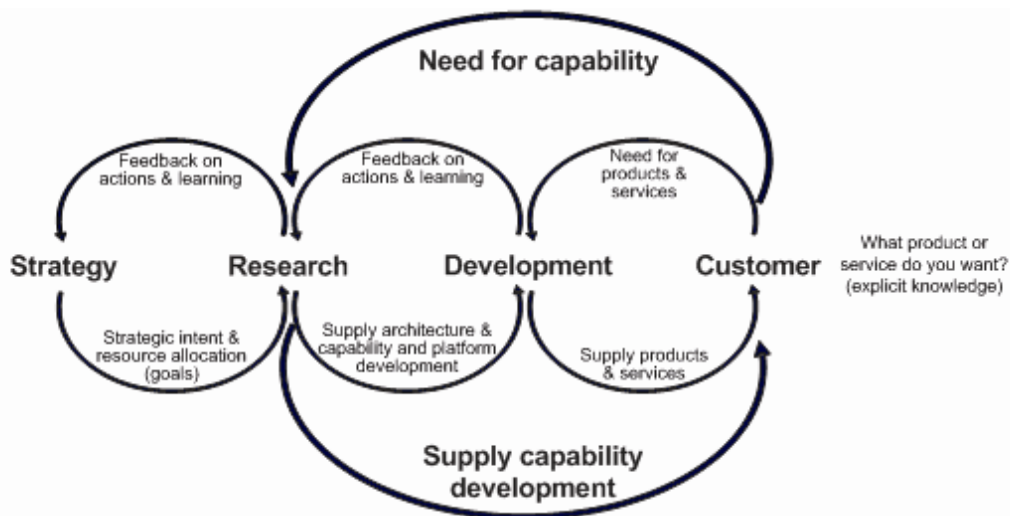 Need for capability
Feedback on
actions & learning
Feedback on
actions & learning
Need for
products &
services
Strategy
Research
Development
Customer
What product or
service do you want?
(explicit knowledge)
Strategic intent &
resource allocation
(goals)
Supply architecture &
capability and platform
development
Supply products
& services
Supply capability
development